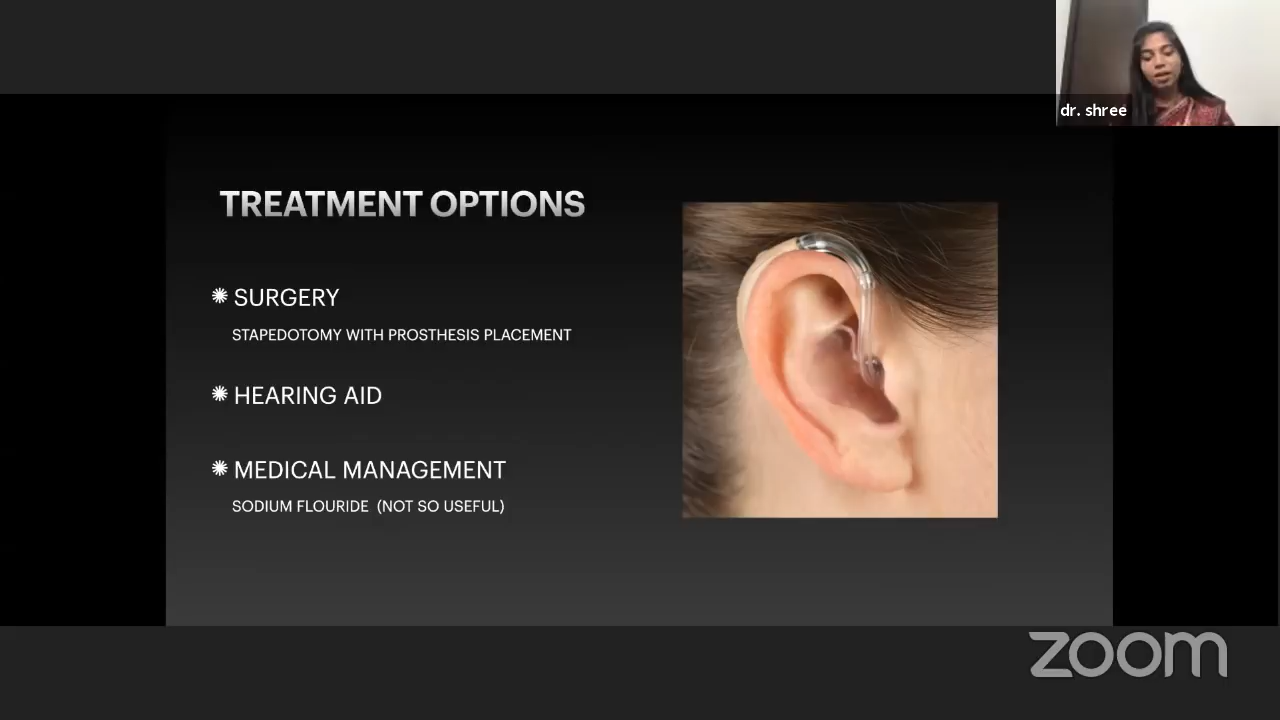 dr. shree
TREATMENT OPTIONS
✺ SURGERY
STAPEDOTOMY WITH PROSTHESIS PLACEMENT
✺ HEARING AID
✺ MEDICAL MANAGEMENT
SODIUM FLOURIDE (NOT SO USEFUL)
zoom